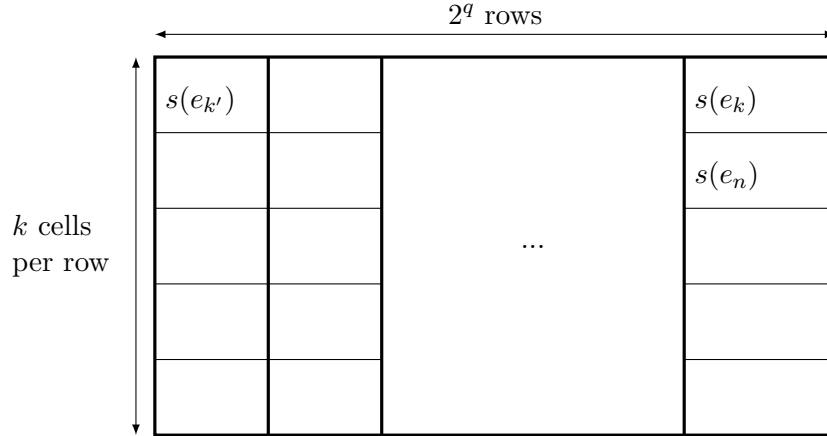 2^q rows
s(e_{k'})
s(e_k)
s(e_n)
k cells
per row
...